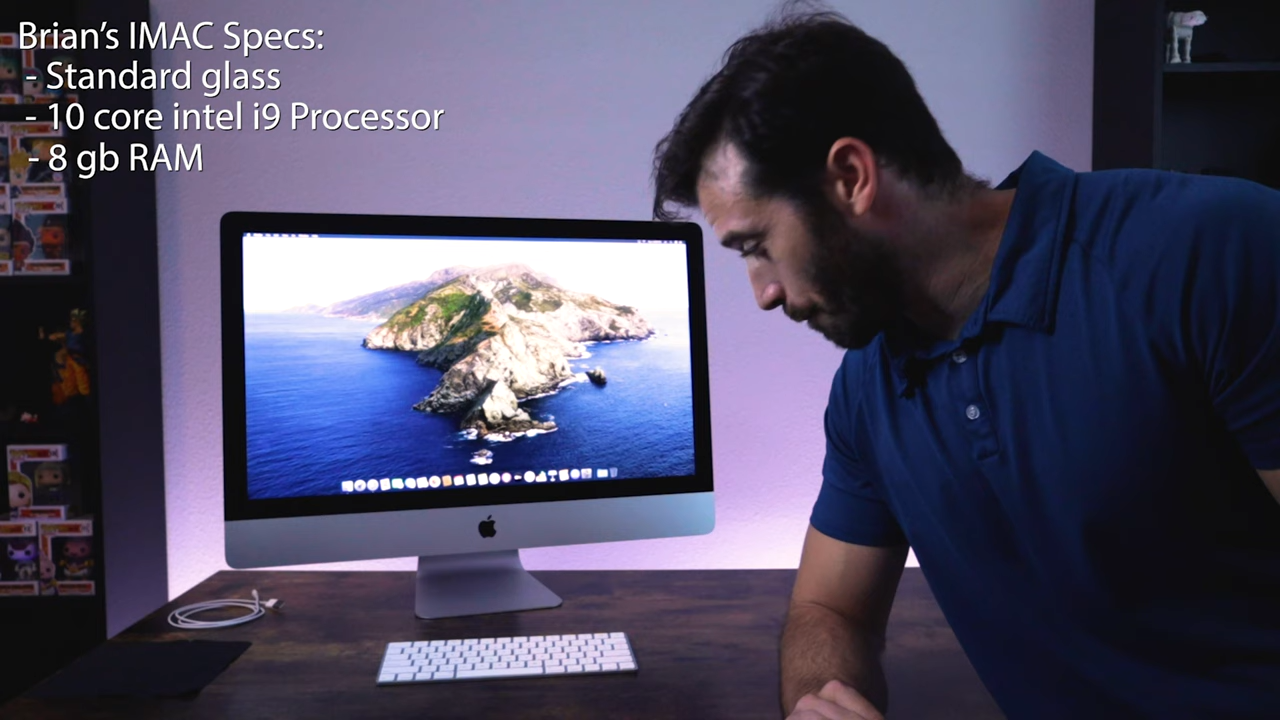 Brian's IMAC Specs:
- Standard glass
- 10 core intel i9 Processor
- 8 gb RAM